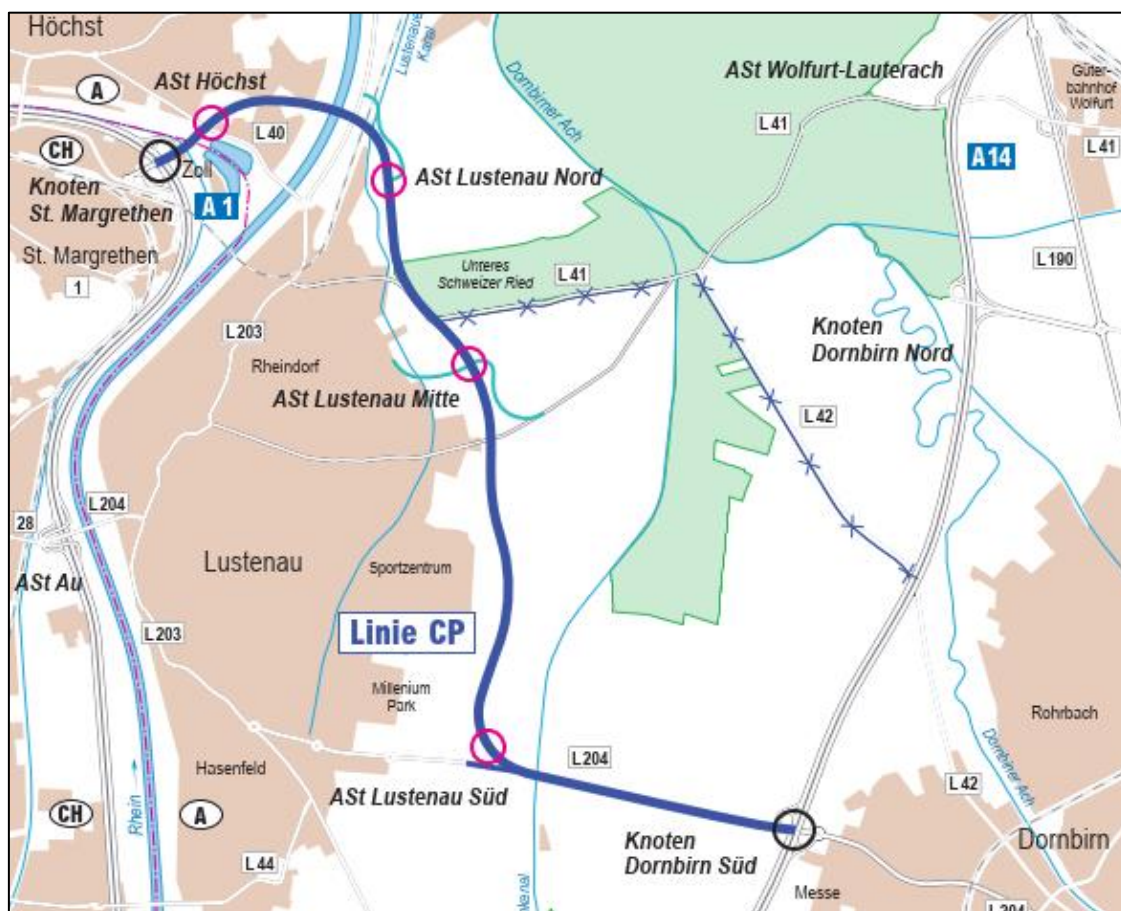 Höchst
A
ASt Höchst
Lustenauer
Kanal
Dornbirner Ach
ASt Wolfurt-Lauterach
Güter-
bahnhof
Wolfurt
L 41
L 41
L 40
CH
Zoll
Knoten
St. Margrethen
A 1
ASt Lustenau Nord
A 14
St. Margrethen
1
Unteres
Schweizer Ried
L 41
L 190
L 203
Rheindorf
Knoten
Dornbirn Nord
ASt Lustenau Mitte
L 42
L 204
28
Lustenau
Sportzentrum
ASt Au
Linie CP
L 203
Millenium
Park
Rohrbach
Hasenfeld
L 204
Dornbirner Ach
L 42
ASt Lustenau Süd
CH
Rhein
A
Knoten
Dornbirn Süd
Dornbirn
L 44
Messe
L 204